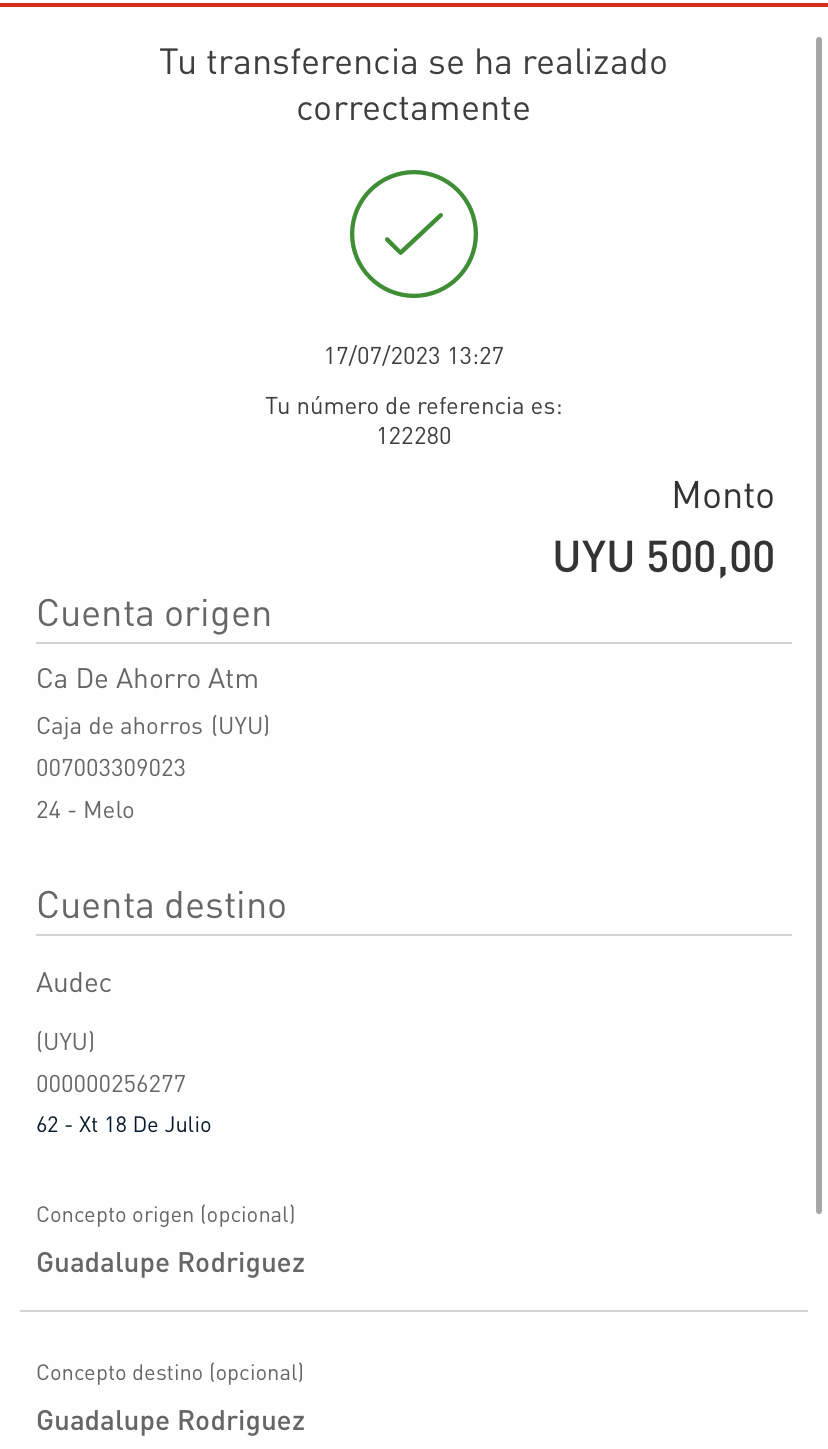 Tu transferencia se ha realizado
correctamente
17/07/2023 13:27
Tu número de referencia es:
122280
Monto
UYU 500,00
Cuenta origen
Ca De Ahorro Atm
Caja de ahorros (UYU)
007003309023
24 - Melo
Cuenta destino
Audec
(UYU)
000000256277
62 - Xt 18 De Julio
Concepto origen (opcional)
Guadalupe Rodriguez
Concepto destino (opcional)
Guadalupe Rodriguez